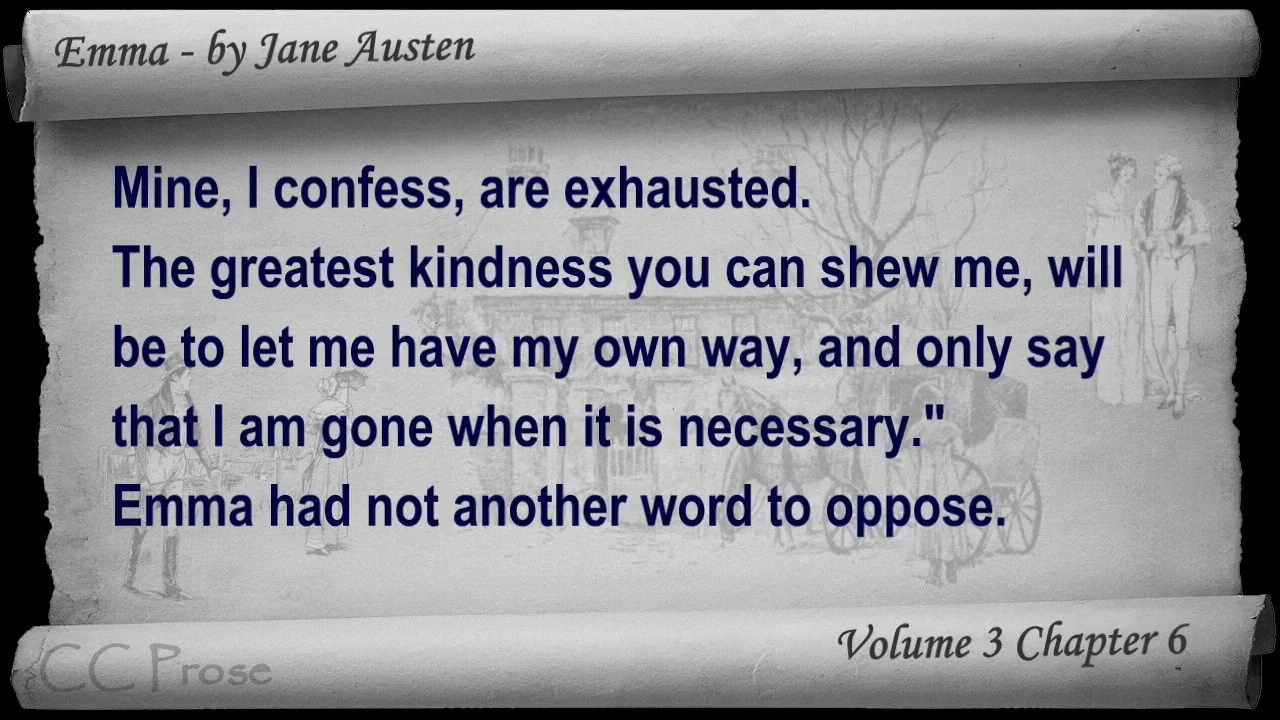 Emma - by Jane Austen
Mine, I confess, are exhausted.
The greatest kindness you can shew me, will
be to let me have my own way, and only say
that I am gone when it is necessary."
Emma had not another word to oppose.
Volume 3 Chapter 6
CC Prose